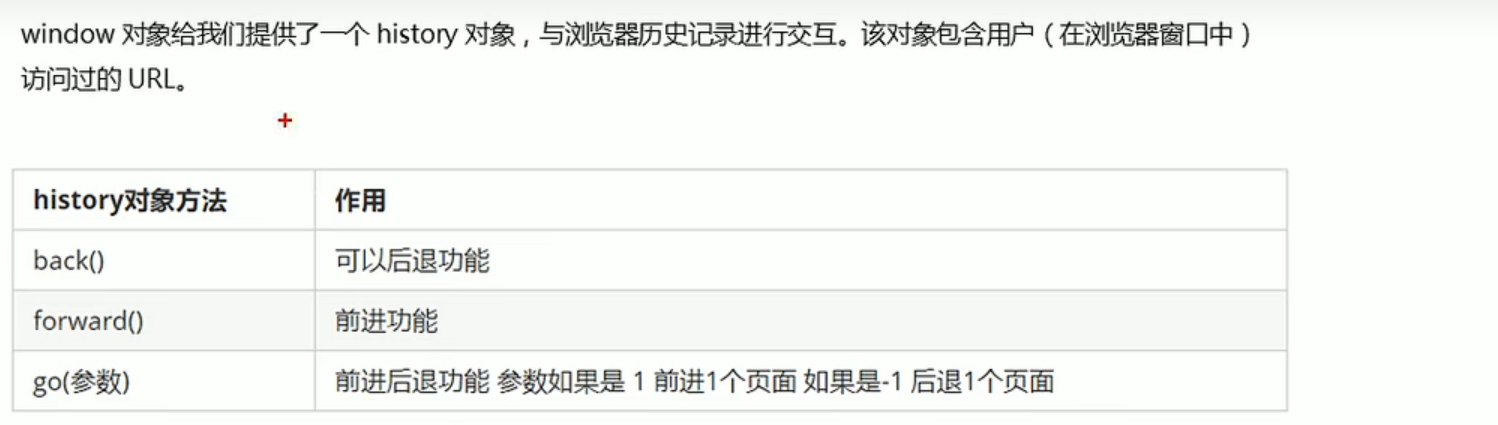 window 对象给我们提供了一个 history 对象，与浏览器历史记录进行交互。该对象包含用户（在浏览器窗口中）
访问过的 URL。
history对象方法 作用
back() 可以后退功能
forward() 前进功能
go(参数) 前进后退功能 参数如果是 1 前进1个页面 如果是-1 后退1个页面